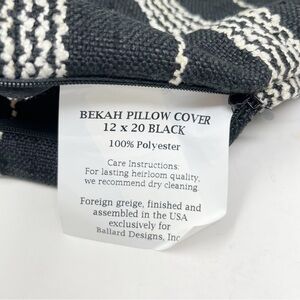 BEKAH PILLOW COVER
12 x 20 BLACK
100% Polyester
Care Instructions:
For lasting heirloom quality,
we recommend dry cleaning.
Foreign greige, finished and
assembled in the USA
exclusively for
Ballard Designs, Inc